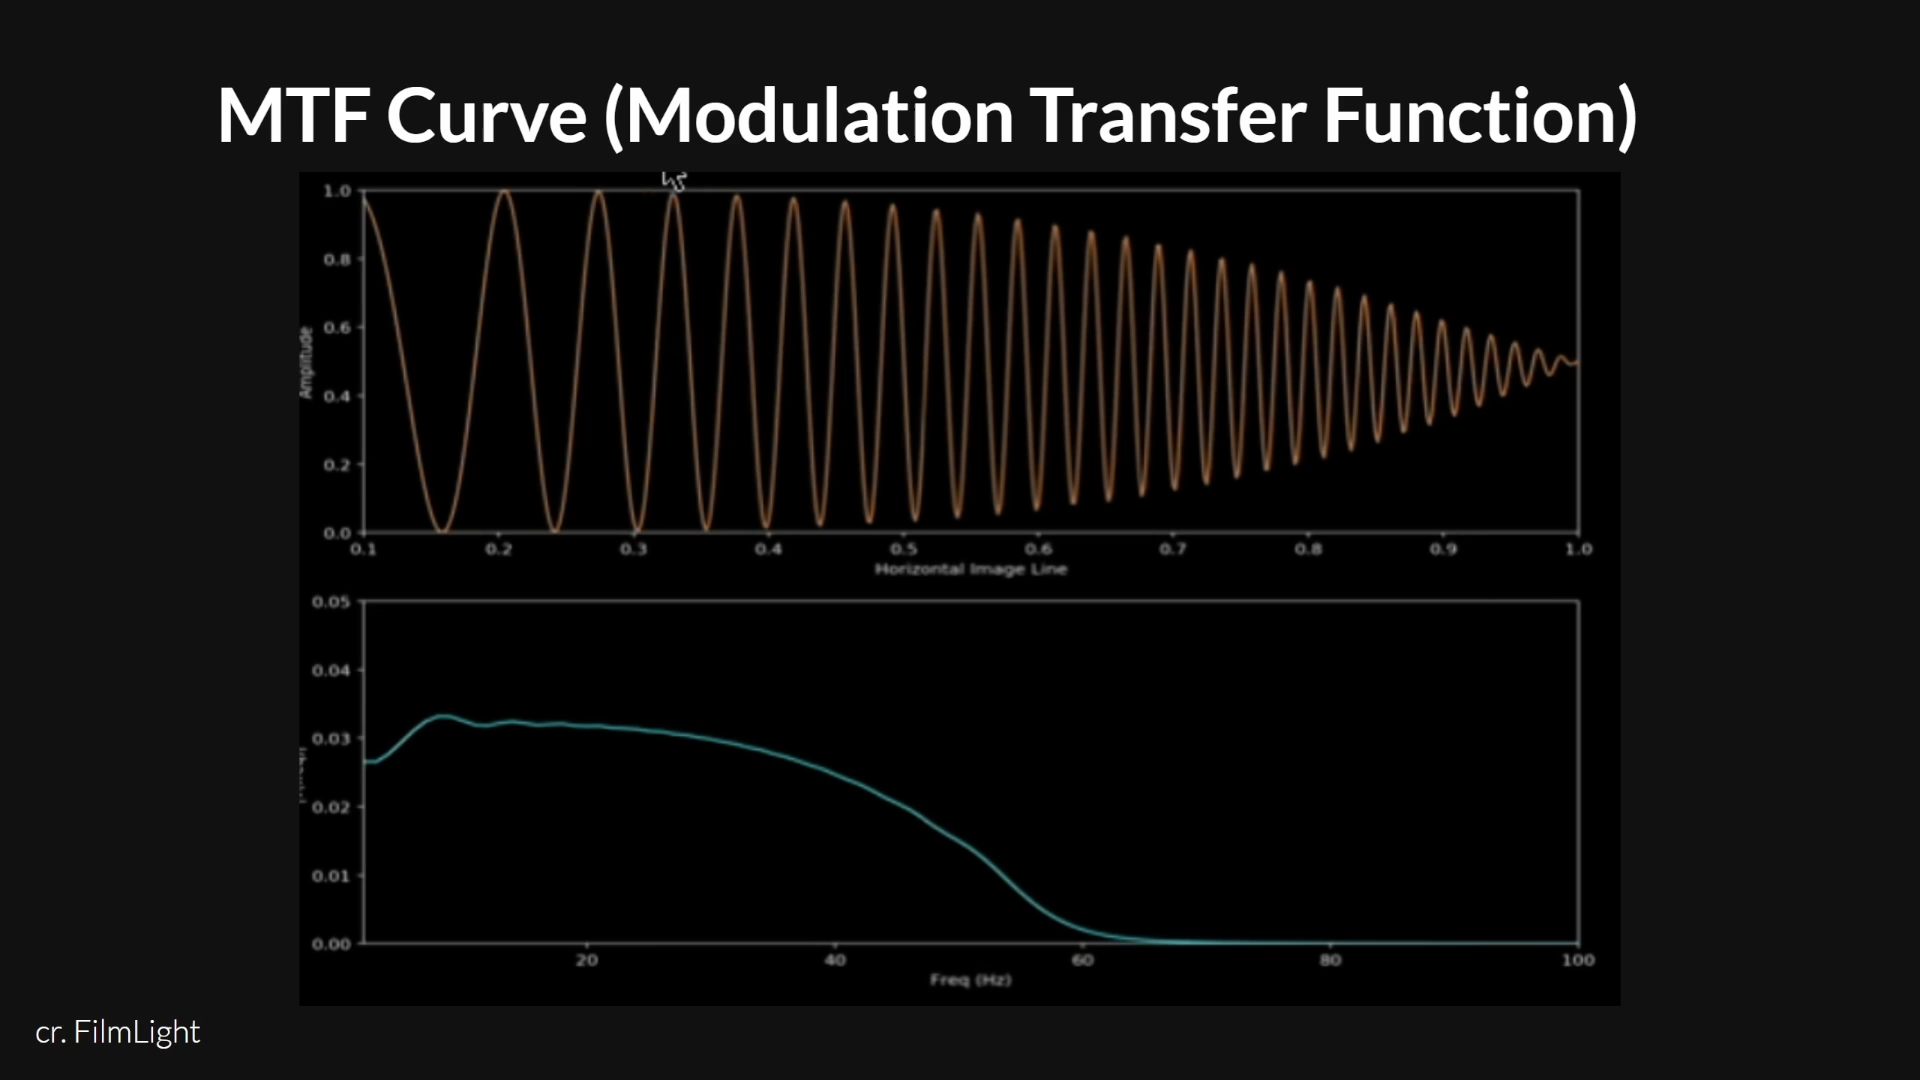 MTF Curve (Modulation Transfer Function)
1.0
0.8
0.6
0.4
0.2
0.0
Amplitude
0.1 0.2 0.3 0.4 0.5 0.6 0.7 0.8 0.9 1.0
Horizontal Image Line
0.05
0.04
0.03
0.02
0.01
0.00
20 40 60 80 100
Freq (Hz)
cr. FilmLight